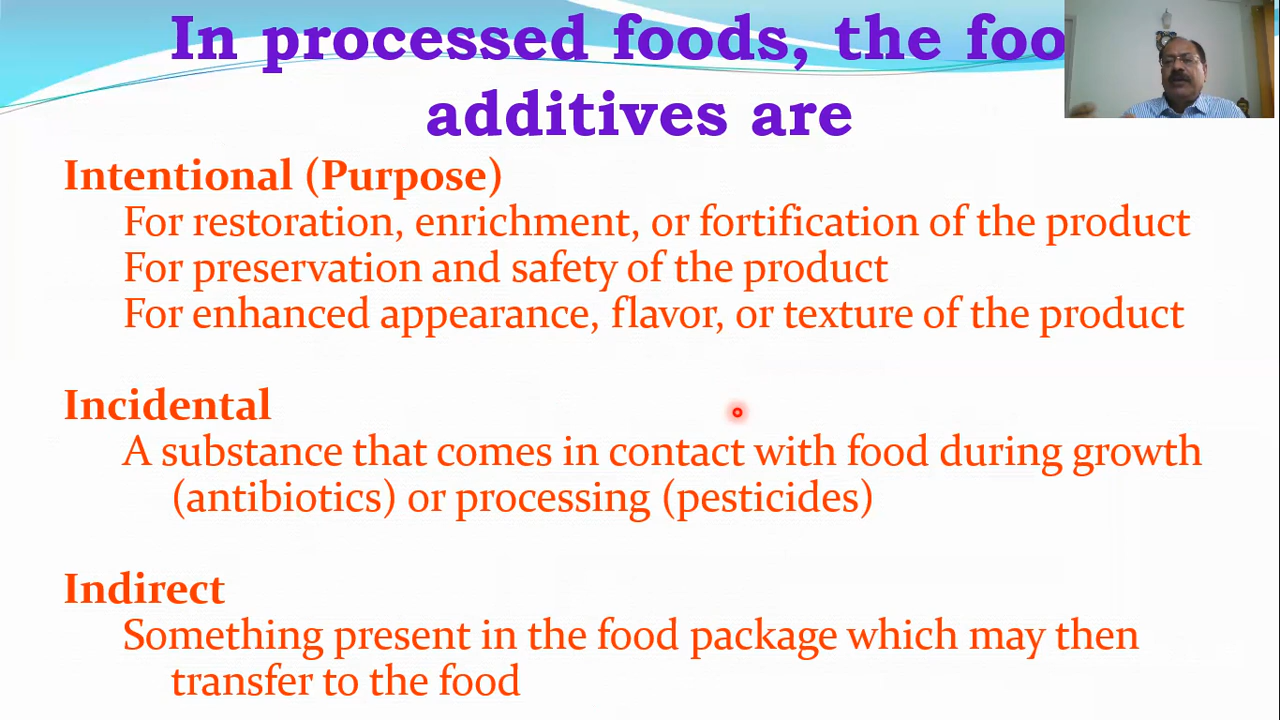 In processed foods, the foo
additives are
Intentional (Purpose)
For restoration, enrichment, or fortification of the product
For preservation and safety of the product
For enhanced appearance, flavor, or texture of the product
Incidental
A substance that comes in contact with food during growth
(antibiotics) or processing (pesticides)
Indirect
Something present in the food package which may then
transfer to the food